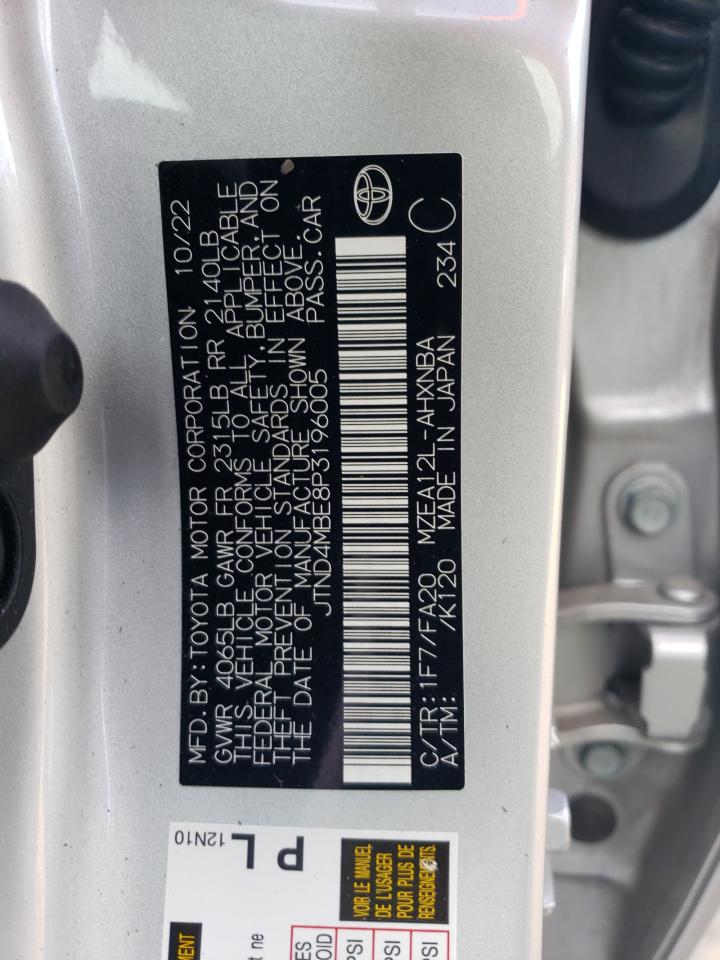 MFD. BY: TOYOTA MOTOR CORPORATION 10/22
GVWR 4065LB GAWR FR 2315LB RR 2140LB
THIS VEHICLE CONFORMS TO ALL APPLICABLE
FEDERAL MOTOR VEHICLE SAFETY, BUMPER, AND
THEFT PREVENTION STANDARDS IN EFFECT ON
THE DATE OF MANUFACTURE SHOWN ABOVE.
JTND4MBE8P3196005 PASS. CAR
C/TR: 1F7/FA20 MZEA12L-AHXNBA
A/TM: /K120 MADE IN JAPAN 234 C
P L
12N10
VOIR LE MANUEL
DE L'USAGER
POUR PLUS DE
RENSEIGNEMENTS.
PSI
PSI
PSI